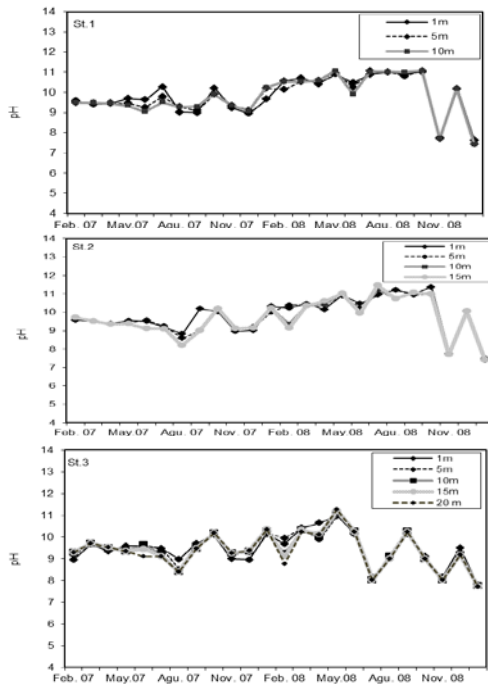 St.1
1m
5m
10m
14
13
12
11
10
9
8
7
6
5
4
pH
Feb. 07 May.07 Agu. 07 Nov. 07 Feb. 08 May.08 Agu. 08 Nov. 08
St.2
1m
5m
10m
15m
14
13
12
11
10
9
8
7
6
5
4
pH
Feb. 07 May.07 Agu. 07 Nov. 07 Feb. 08 May.08 Agu. 08 Nov. 08
St.3
1m
5m
10m
15m
20 m
14
13
12
11
10
9
8
7
6
5
4
pH
Feb. 07 May.07 Agu. 07 Nov. 07 Feb. 08 May. 08 Agu. 08 Nov. 08